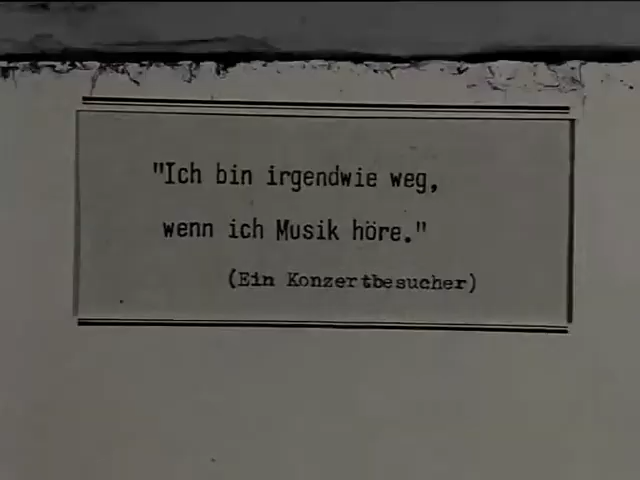 "Ich bin irgendwie weg,
wenn ich Musik höre."
(Ein Konzertbesucher)